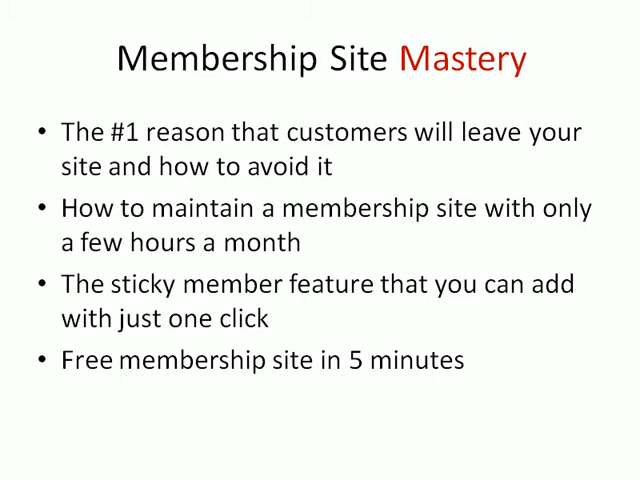 Membership Site Mastery
• The #1 reason that customers will leave your
site and how to avoid it
• How to maintain a membership site with only
a few hours a month
• The sticky member feature that you can add
with just one click
• Free membership site in 5 minutes